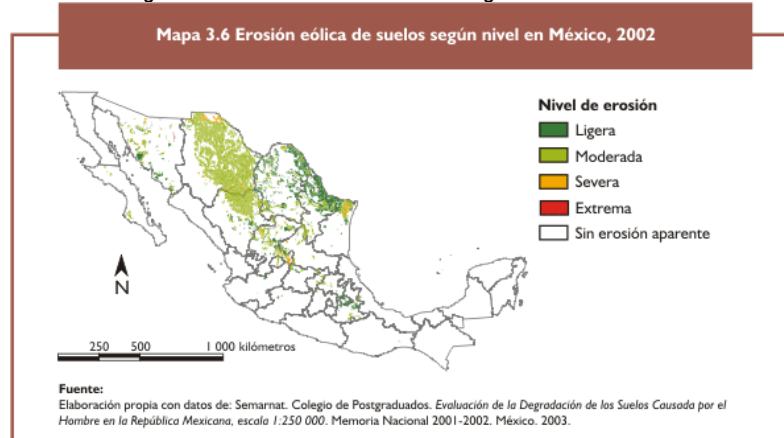 Mapa 3.6 Erosión eólica de suelos según nivel en México, 2002
Nivel de erosión
Ligera
Moderada
Severa
Extrema
Sin erosión aparente
N
250 500 1 000 kilómetros
Fuente:
Elaboración propia con datos de: Semarnat. Colegio de Postgraduados. Evaluación de la Degradación de los Suelos Causada por el
Hombre en la República Mexicana, escala 1:250 000. Memoria Nacional 2001-2002. México. 2003.